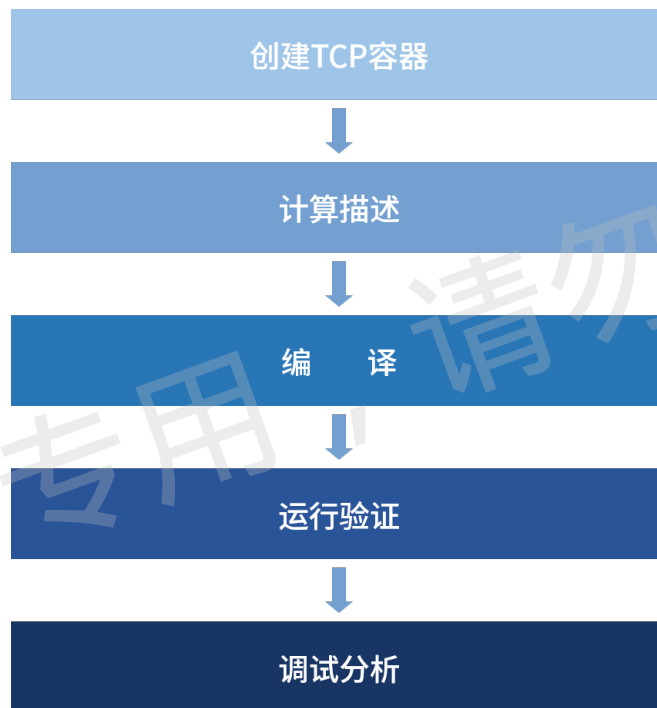 创建TCP容器
计算描述
编　　译
运行验证
调试分析
专用，请勿